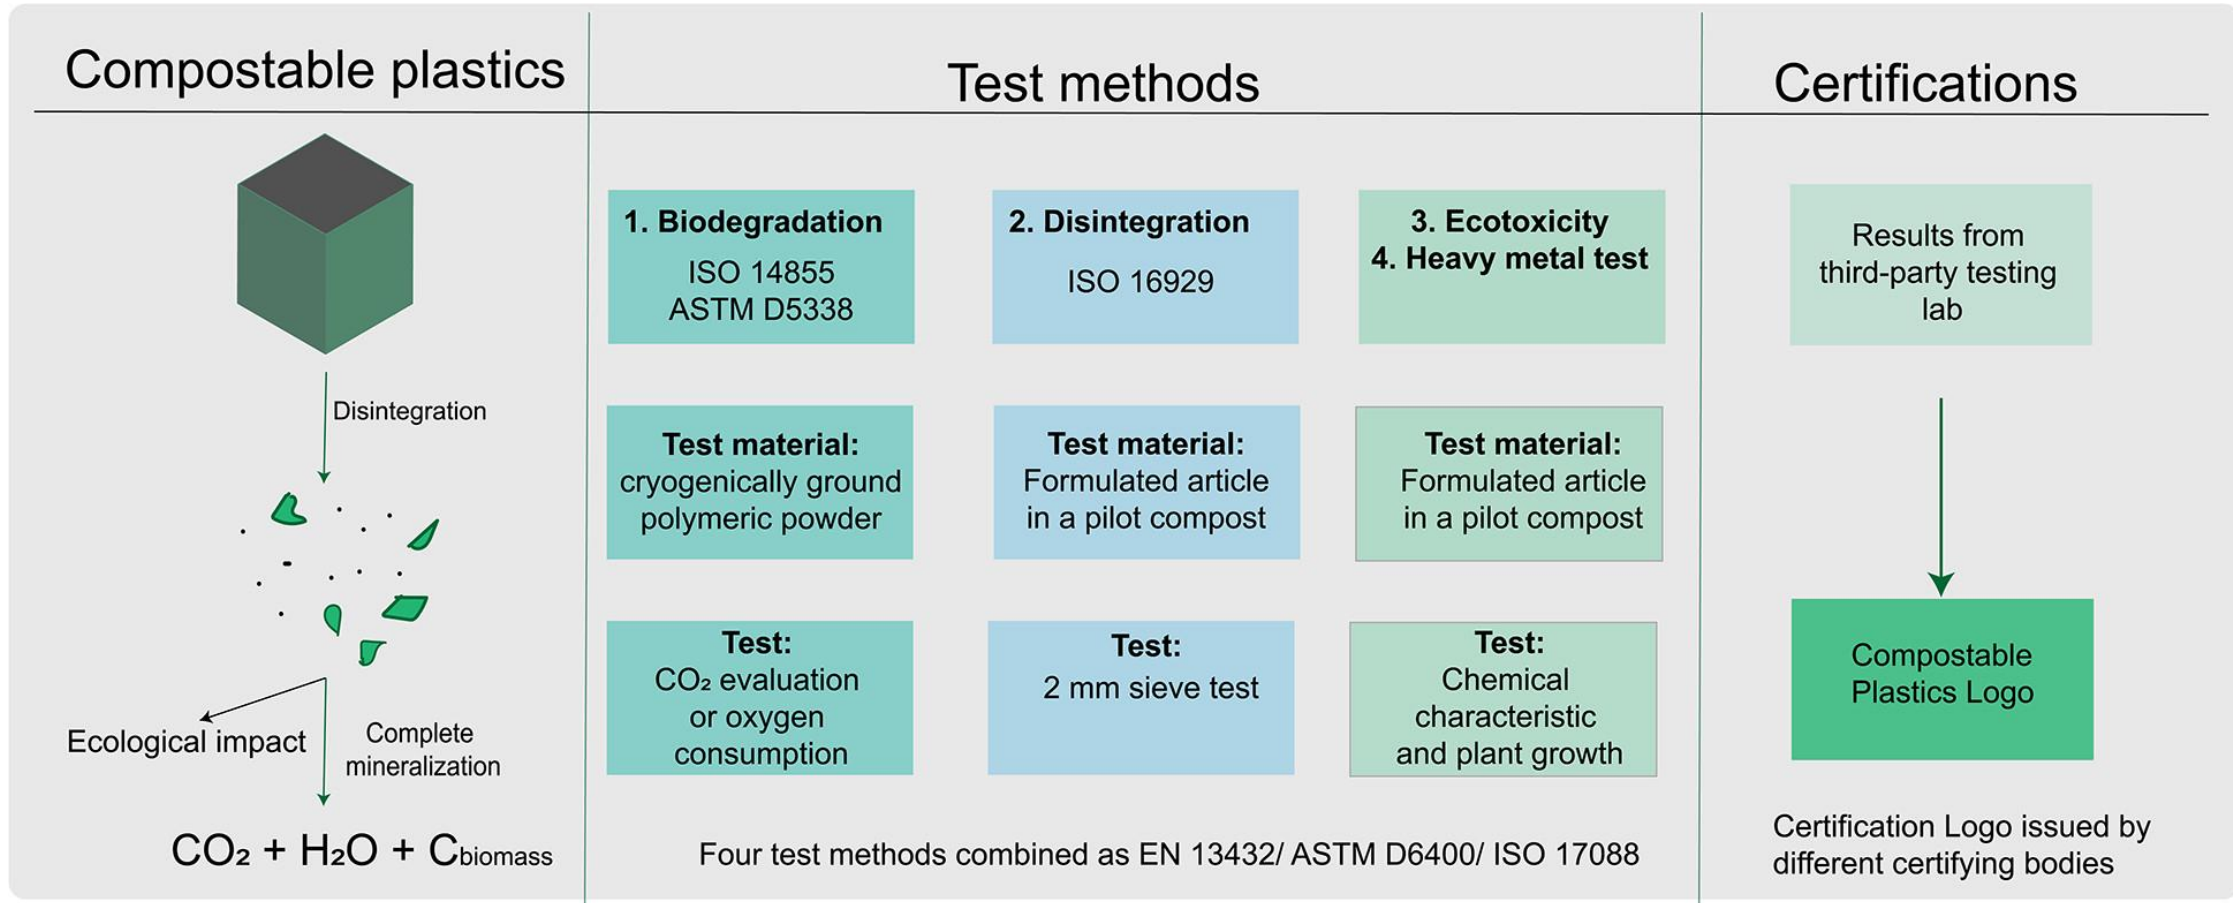 Compostable plastics
Disintegration
Ecological impact
Complete
mineralization
CO₂ + H₂O + Cbiomass
Test methods
1. Biodegradation
ISO 14855
ASTM D5338
2. Disintegration
ISO 16929
3. Ecotoxicity
4. Heavy metal test
Test material:
cryogenically ground
polymeric powder
Test material:
Formulated article
in a pilot compost
Test material:
Formulated article
in a pilot compost
Test:
CO₂ evaluation
or oxygen
consumption
Test:
2 mm sieve test
Test:
Chemical
characteristic
and plant growth
Four test methods combined as EN 13432/ ASTM D6400/ ISO 17088
Certifications
Results from
third-party testing
lab
Compostable
Plastics Logo
Certification Logo issued by
different certifying bodies